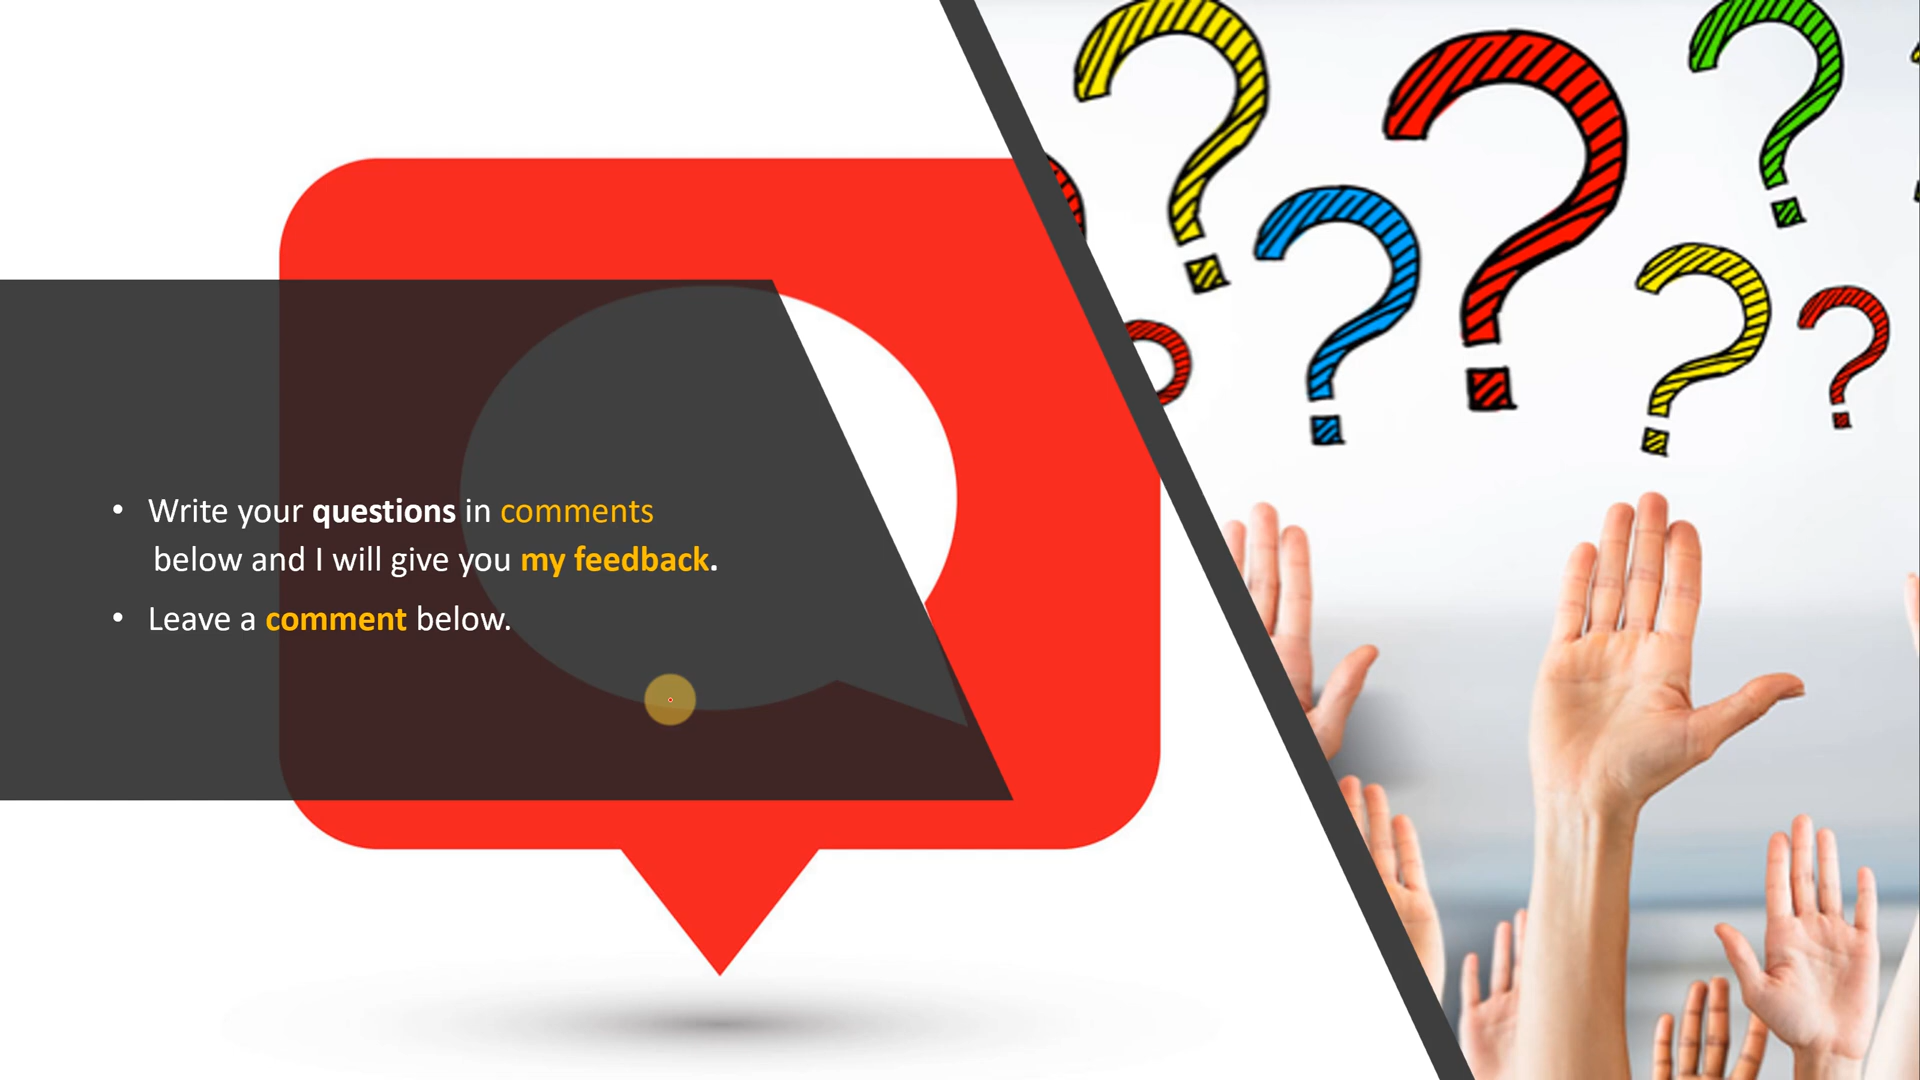 • Write your questions in comments
below and I will give you my feedback.
• Leave a comment below.